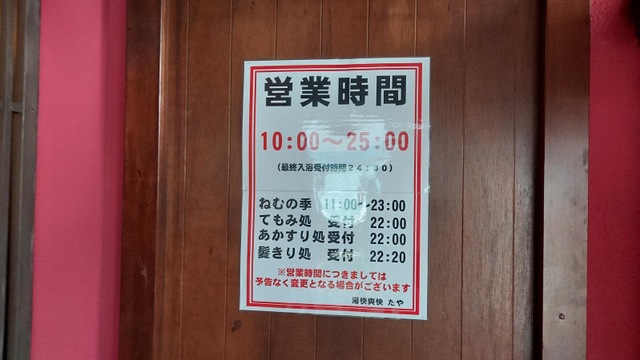 営業時間
10:00～25:00
（最終入浴受付時間24:30）
ねむの季 11:00～23:00
てもみ処 受付 22:00
あかすり処 受付 22:00
髪きり処 受付 22:20
※営業時間につきましては
予告なく変更となる場合がございます
湯快爽快 たや